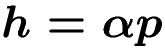 h = αp